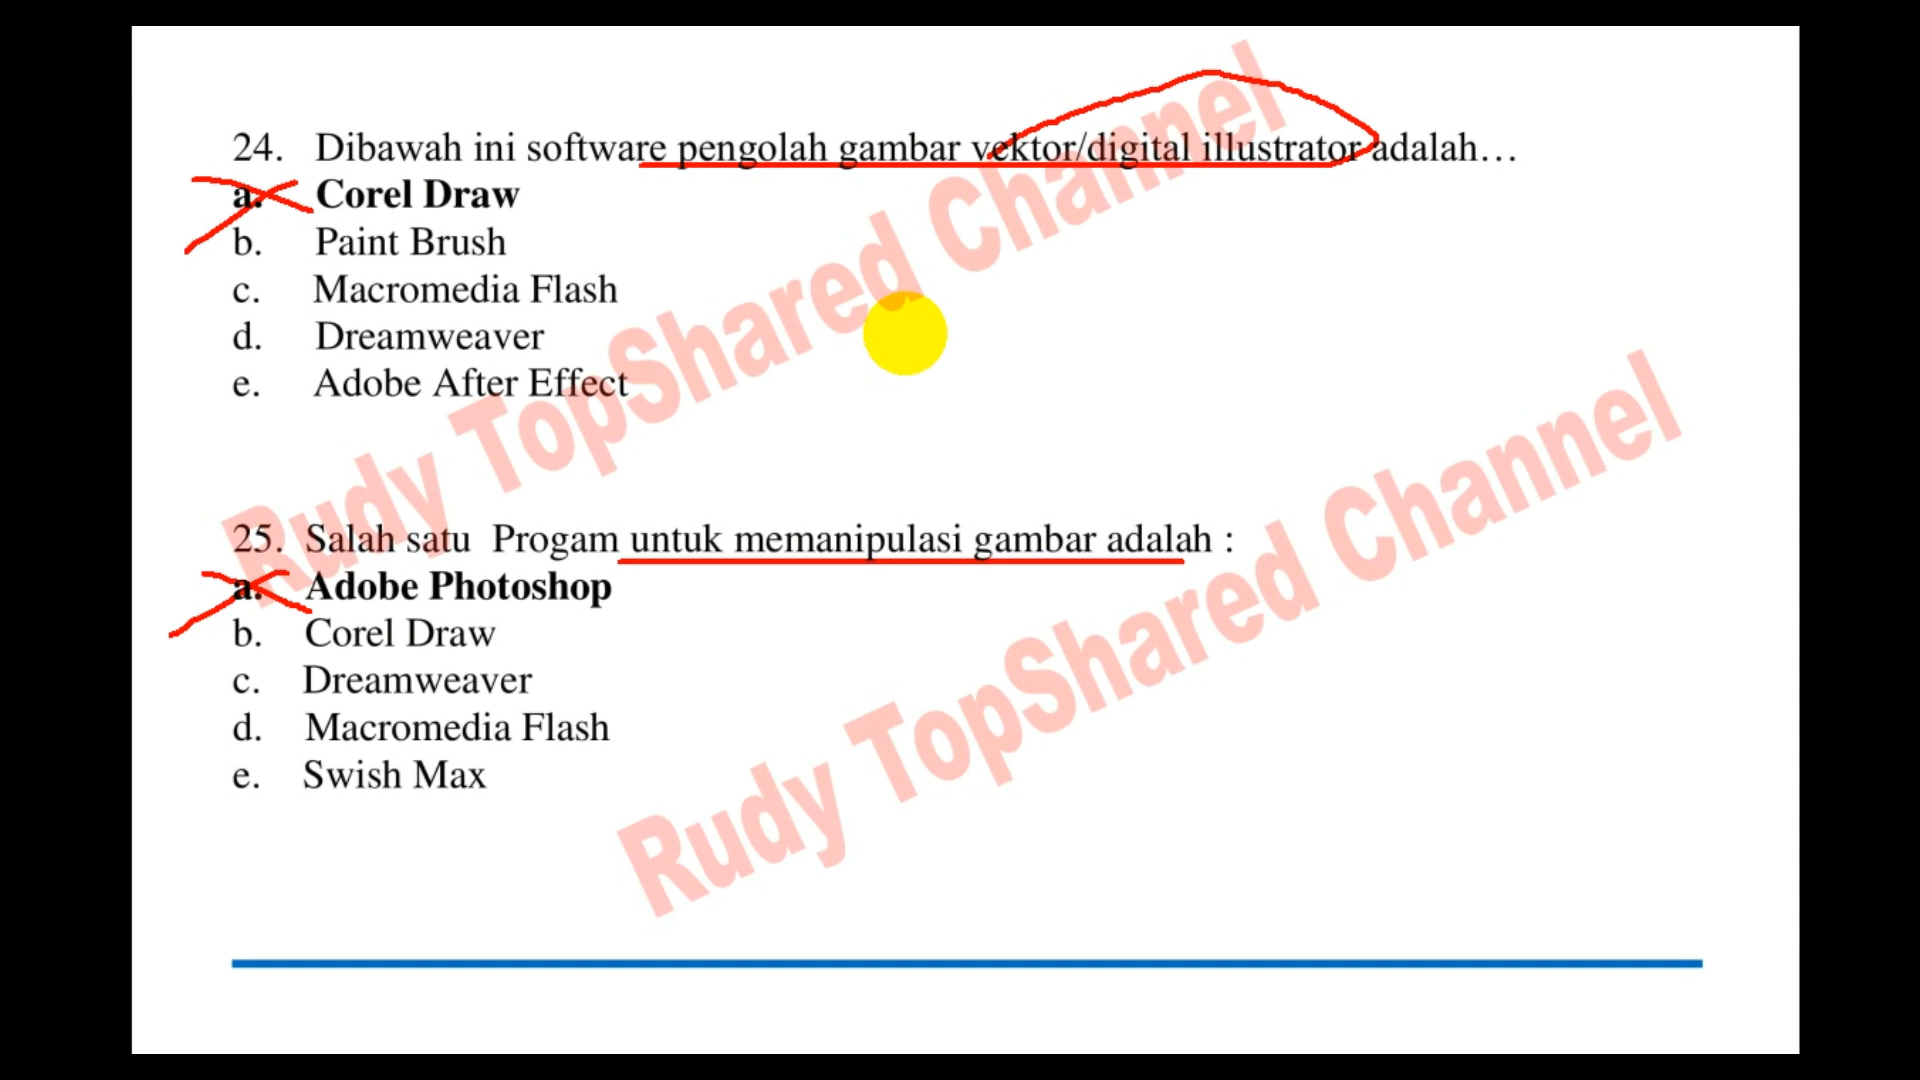 24. Dibawah ini software pengolah gambar vektor/digital illustrator adalah…
a. Corel Draw
b. Paint Brush
c. Macromedia Flash
d. Dreamweaver
e. Adobe After Effect
25. Salah satu Progam untuk memanipulasi gambar adalah :
a. Adobe Photoshop
b. Corel Draw
c. Dreamweaver
d. Macromedia Flash
e. Swish Max
Rudy TopShared Channel
Rudy TopShared Channel